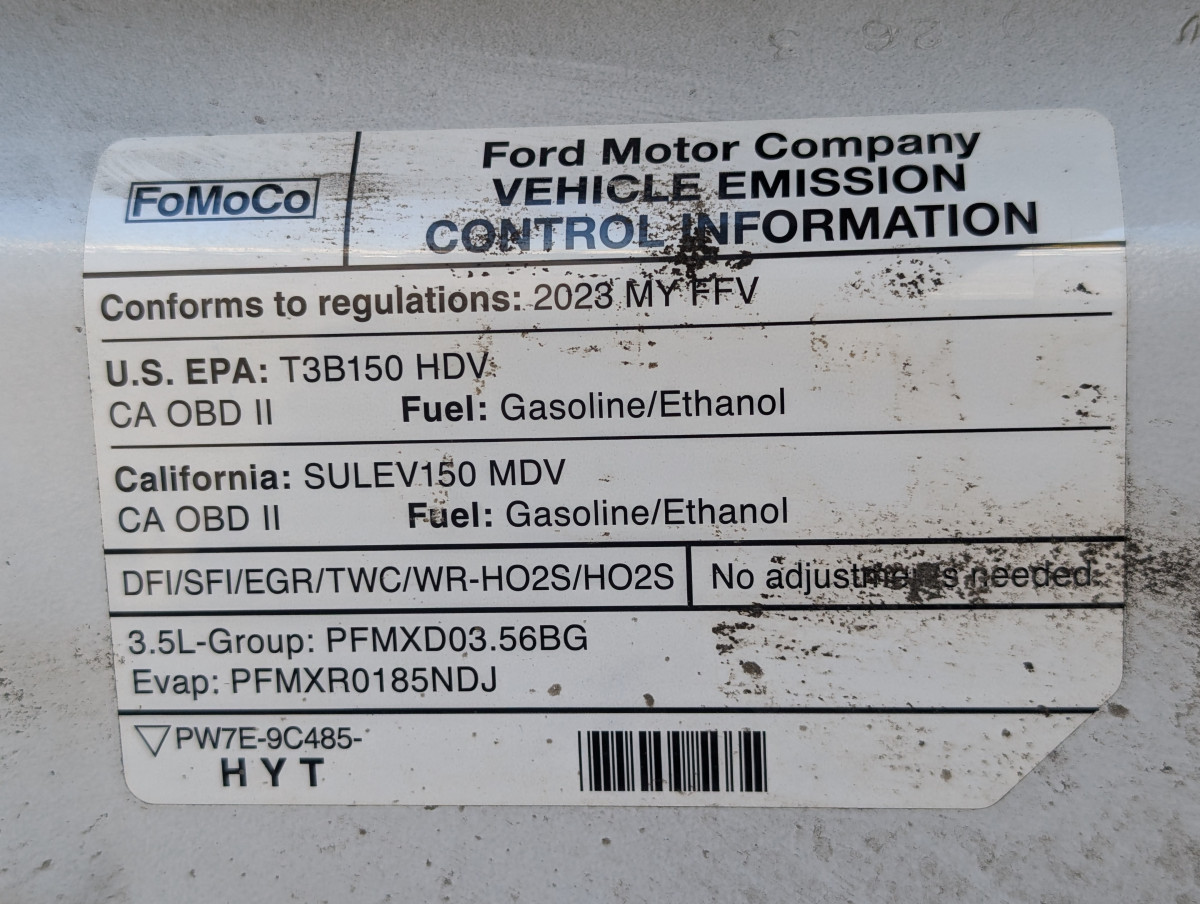 FoMoCo
Ford Motor Company
VEHICLE EMISSION
CONTROL INFORMATION
Conforms to regulations: 2023 MY FFV
U.S. EPA: T3B150 HDV
CA OBD II Fuel: Gasoline/Ethanol
California: SULEV150 MDV
CA OBD II Fuel: Gasoline/Ethanol
DFI/SFI/EGR/TWC/WR-HO2S/HO2S No adjustments needed.
3.5L-Group: PFMXD03.56BG
Evap: PFMXR0185NDJ
PW7E-9C485-
HYT